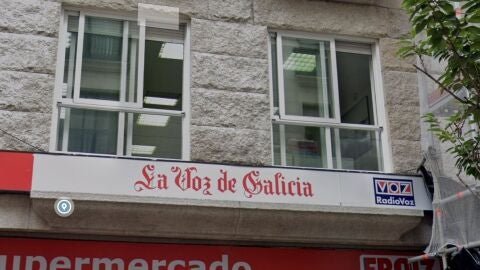 La Voz de Galicia
VOZ
RadioVoz
upermercado